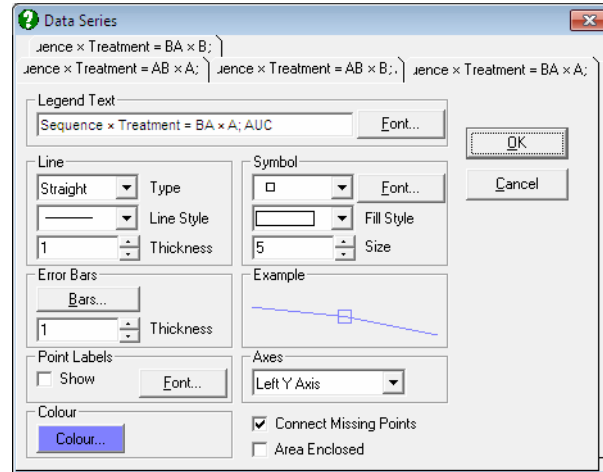 Data Series
uence × Treatment = BA × B;
uence × Treatment = AB × A;
uence × Treatment = AB × B;
uence × Treatment = BA × A;
Legend Text
Sequence × Treatment = BA × A; AUC
Font...
OK
Cancel
Line
Straight
Type
Line Style
1
Thickness
Symbol
Font...
Fill Style
5
Size
Error Bars
Bars...
1
Thickness
Example
Point Labels
Show
Font...
Axes
Left Y Axis
Colour
Colour...
Connect Missing Points
Area Enclosed